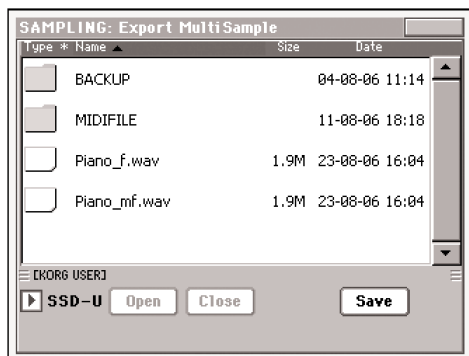 SAMPLING: Export MultiSample
Type * Name Size Date
BACKUP 04-08-06 11:14
MIDIFILE 11-08-06 18:18
Piano_f.wav 1.9M 23-08-06 16:04
Piano_mf.wav 1.9M 23-08-06 16:04
[KORG USER]
SSD-U Open Close Save